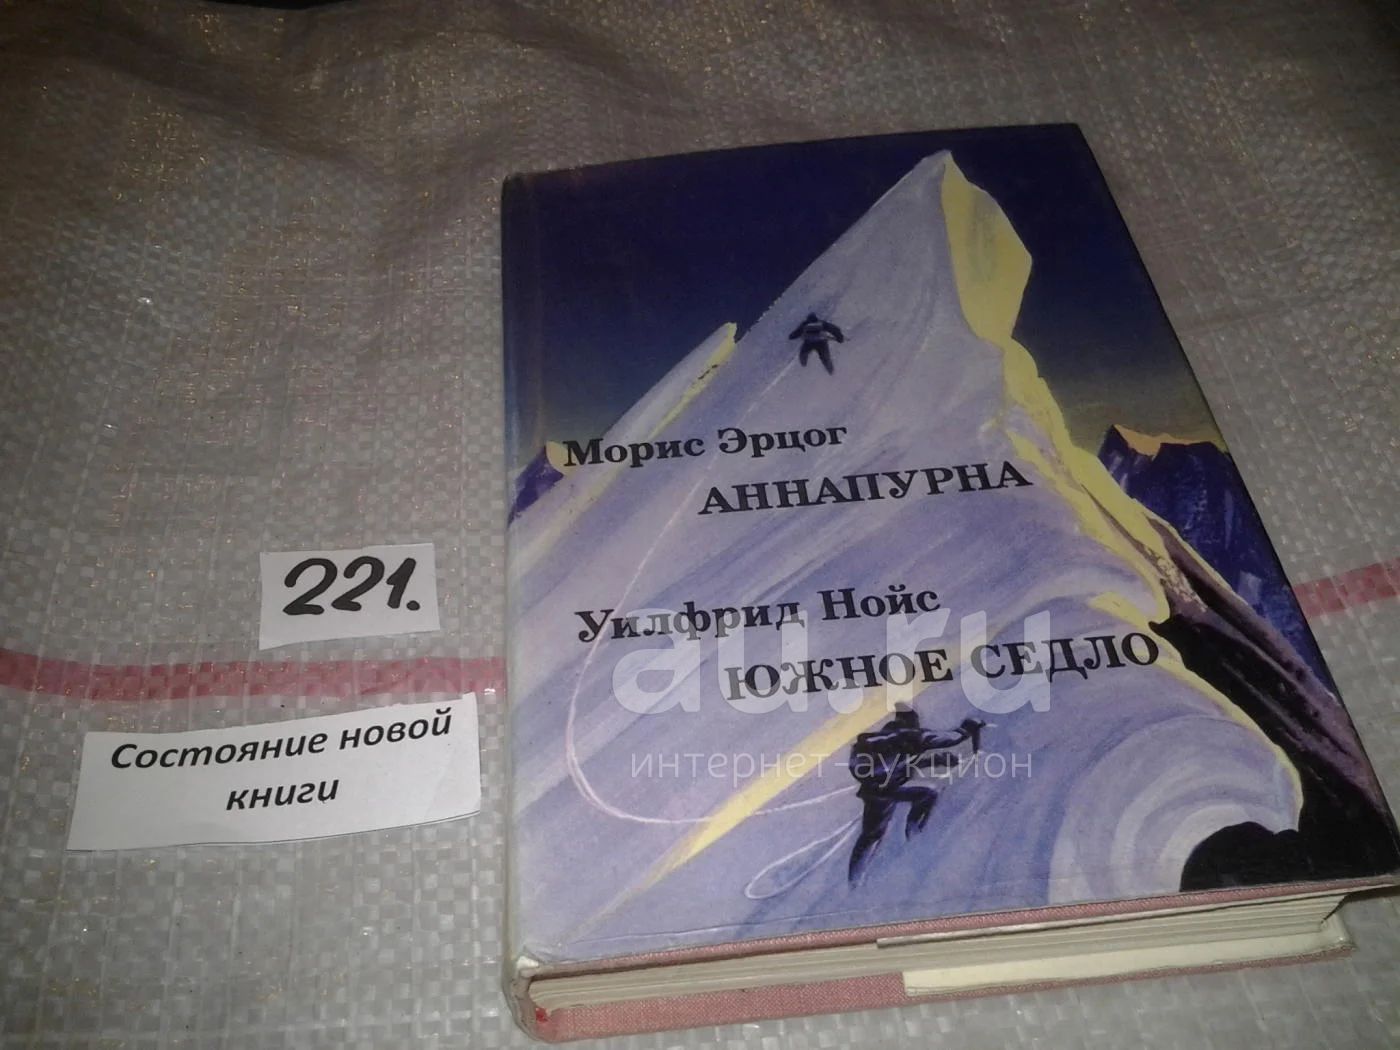 Морис Эрцог
АННАПУРНА
Уилфрид Нойс
ЮЖНОЕ СЕДЛО
221.
Состояние новой
книги
au.ru
интернет-аукцион